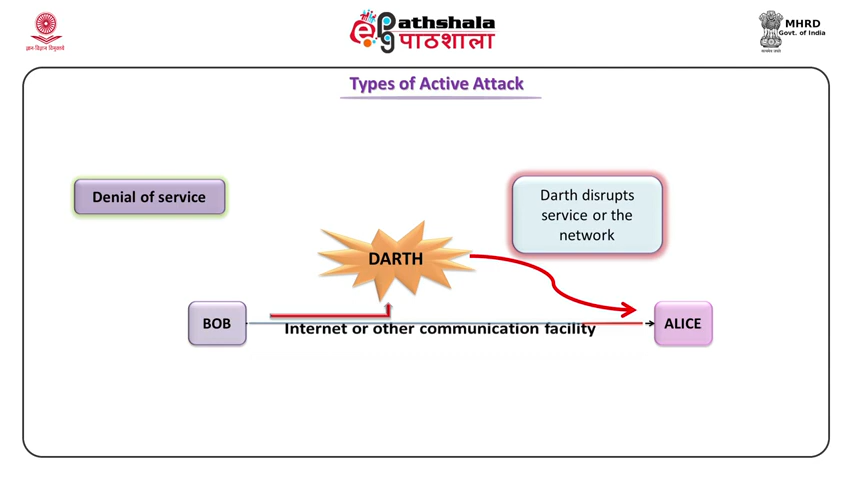 pathshala
पाठशाला
MHRD
Govt. of India
Types of Active Attack
Denial of service
Darth disrupts
service or the
network
DARTH
BOB
Internet or other communication facility
ALICE